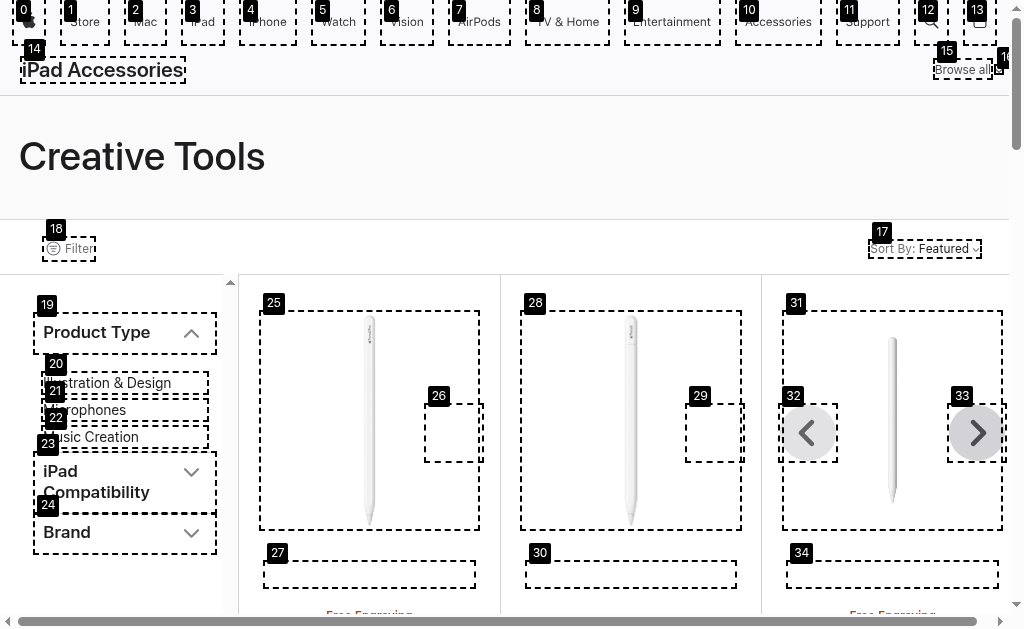 0 1 2 3 4 5 6 7 8 9 10 11 12 13
Store Mac iPad iPhone Watch Vision AirPods TV & Home Entertainment Accessories Support
14 15 16
iPad Accessories Browse all
Creative Tools
18 17
Filter Sort By: Featured
19
Product Type
20
Illustration & Design
21
Microphones
22
Music Creation
23
iPad
Compatibility
24
Brand
25 28 31
26 29 32 33
27 30 34
Free Engraving Free Engraving